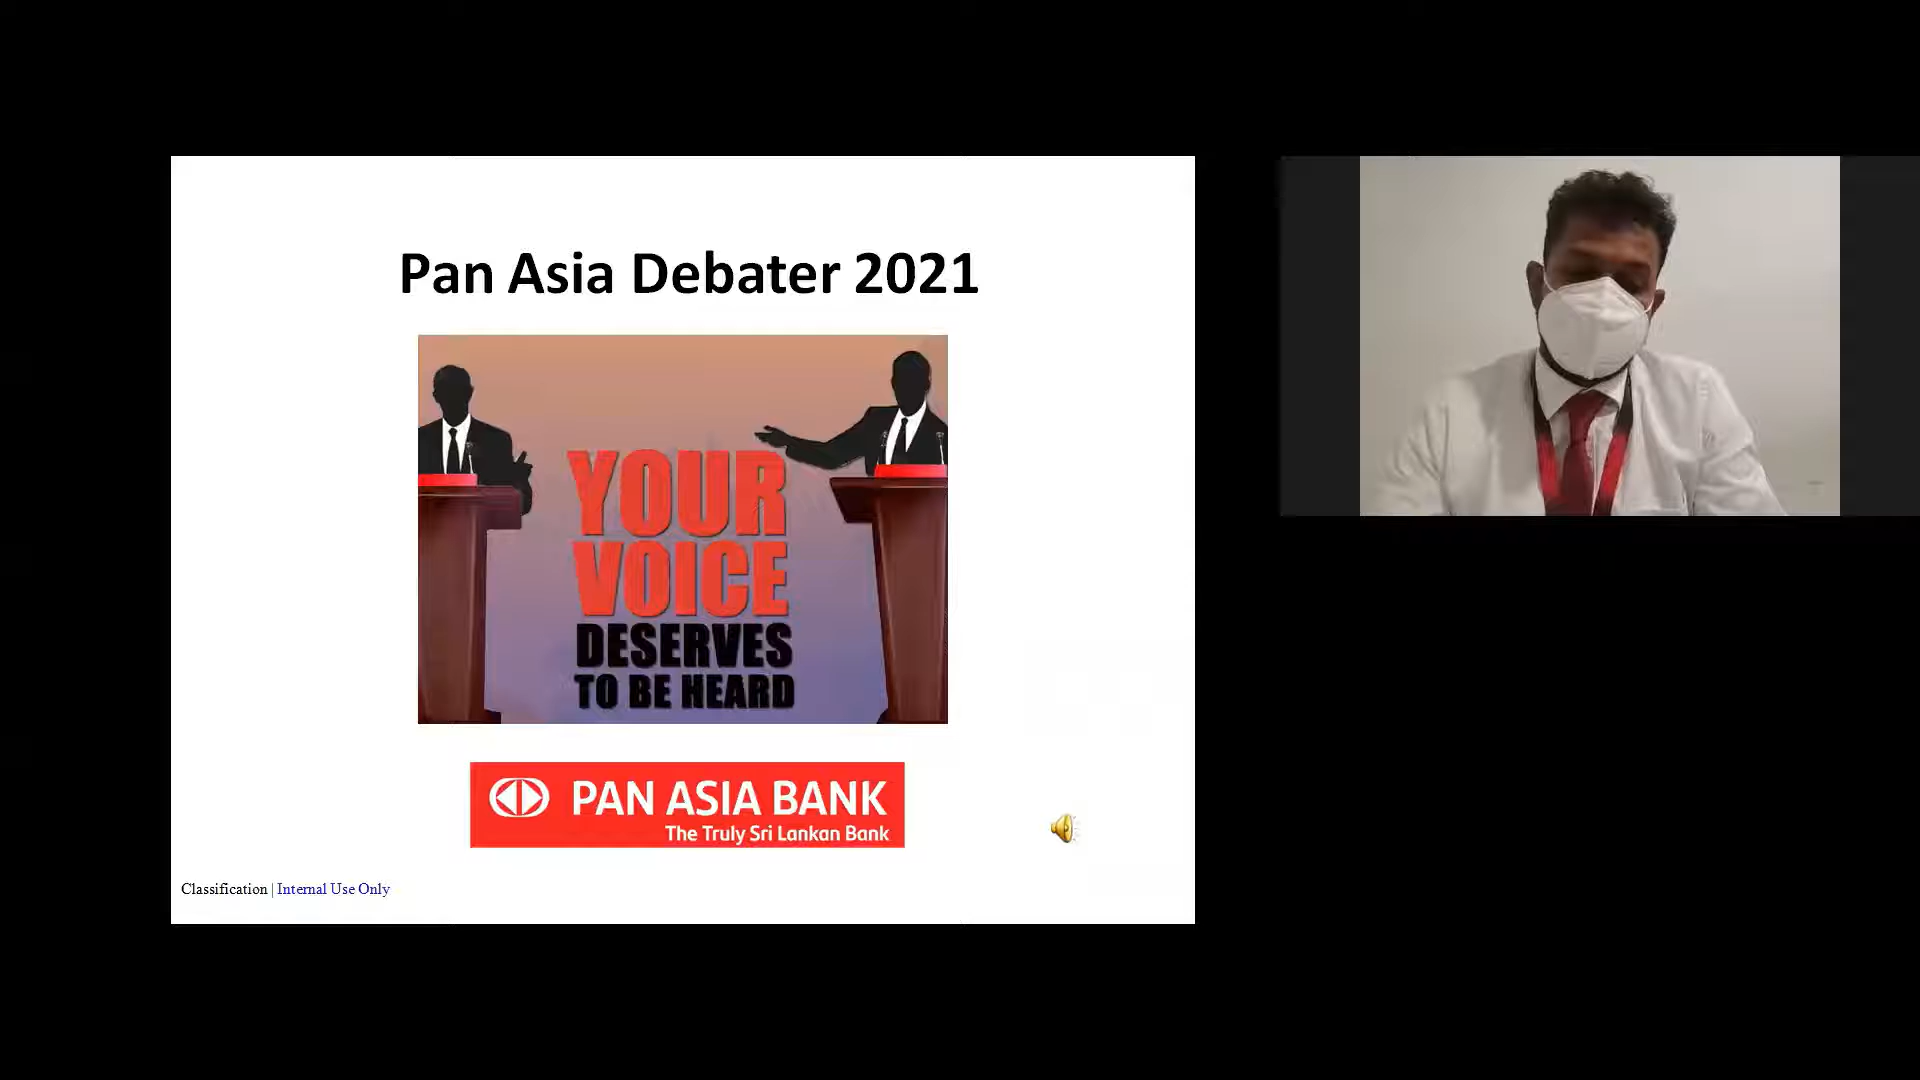 Pan Asia Debater 2021
YOUR
VOICE
DESERVES
TO BE HEARD
PAN ASIA BANK
The Truly Sri Lankan Bank
Classification | Internal Use Only